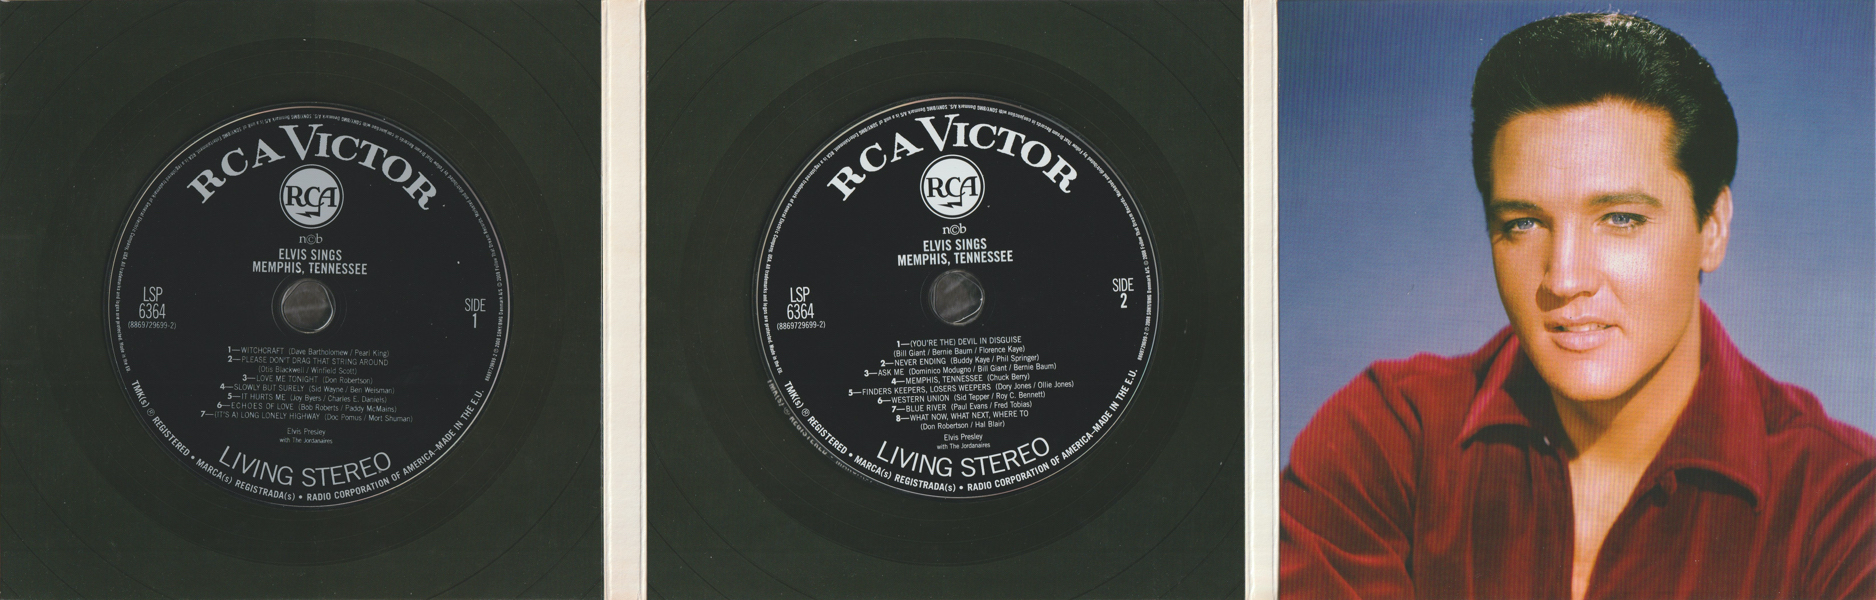 RCA VICTOR
RCA
n©b
ELVIS SINGS
MEMPHIS, TENNESSEE
LSP
6364
(8869729699-2)
SIDE
1
1—WITCHCRAFT (Dave Bartholomew / Pearl King)
2—PLEASE DON'T DRAG THAT STRING AROUND
(Otis Blackwell / Winfield Scott)
3—LOVE ME TONIGHT (Don Robertson)
4—SLOWLY BUT SURELY (Sid Wayne / Ben Weisman)
5—IT HURTS ME (Joy Byers / Charles E. Daniels)
6—ECHOES OF LOVE (Bob Roberts / Paddy McMains)
7—(IT'S A) LONG LONELY HIGHWAY (Doc Pomus / Mort Shuman)
Elvis Presley
with The Jordanaires
LIVING STEREO
TMK(s) ® REGISTERED • MARCA(s) REGISTRADA(s) • RADIO CORPORATION OF AMERICA–MADE IN THE E.U.
RCA VICTOR
RCA
n©b
ELVIS SINGS
MEMPHIS, TENNESSEE
LSP
6364
(8869729699-2)
SIDE
2
1—(YOU'RE THE) DEVIL IN DISGUISE
(Bill Giant / Bernie Baum / Florence Kaye)
2—NEVER ENDING (Buddy Kaye / Phil Springer)
3—ASK ME (Dominico Modugno / Bill Giant / Bernie Baum)
4—MEMPHIS, TENNESSEE (Chuck Berry)
5—FINDERS KEEPERS, LOSERS WEEPERS (Dory Jones / Ollie Jones)
6—WESTERN UNION (Sid Tepper / Roy C. Bennett)
7—BLUE RIVER (Paul Evans / Fred Tobias)
8—WHAT NOW, WHAT NEXT, WHERE TO
(Don Robertson / Hal Blair)
Elvis Presley
with The Jordanaires
LIVING STEREO
TMK(s) ® REGISTERED • MARCA(s) REGISTRADA(s) • RADIO CORPORATION OF AMERICA–MADE IN THE E.U.